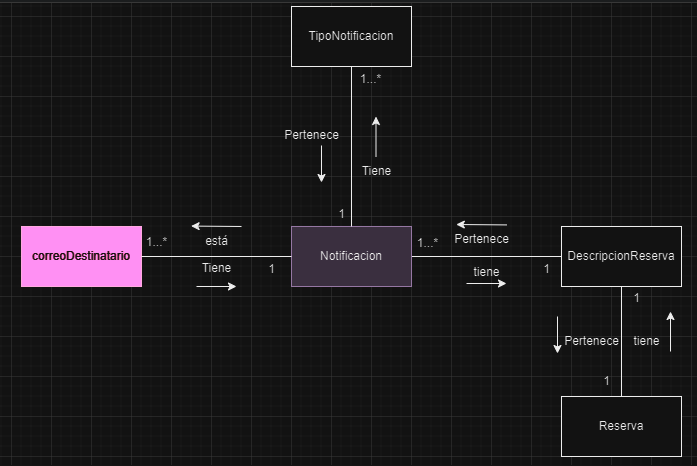 TipoNotificacion
1...*
Pertenece
Tiene
1
correoDestinatario
1...*
está
Tiene
1
Notificacion
1...*
Pertenece
tiene
1
DescripcionReserva
1
Pertenece
tiene
1
Reserva